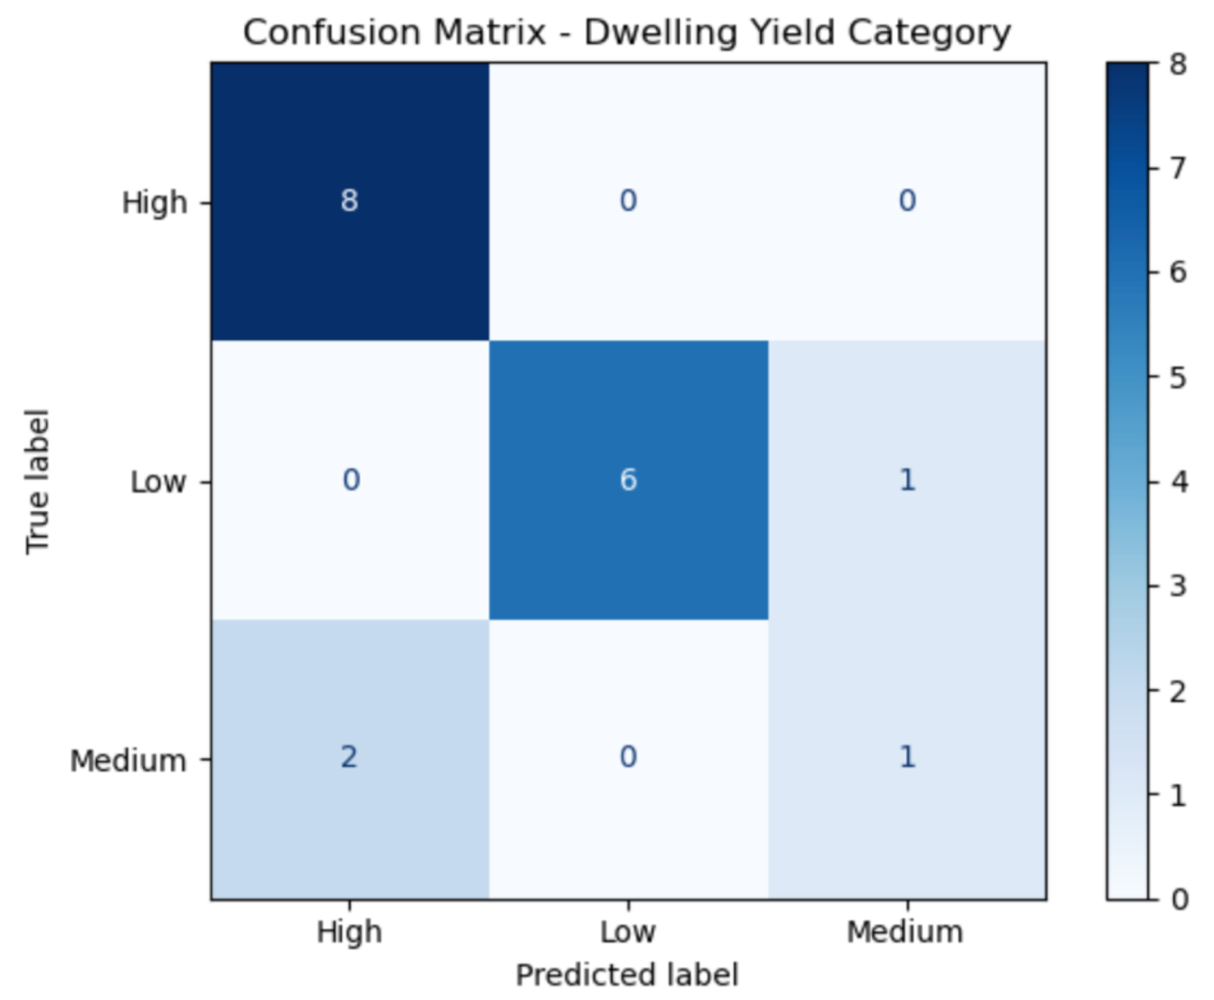 Confusion Matrix - Dwelling Yield Category
8
7
6
5
4
3
2
1
0
True label
High
8 0 0
Low
0 6 1
Medium
2 0 1
High Low Medium
Predicted label